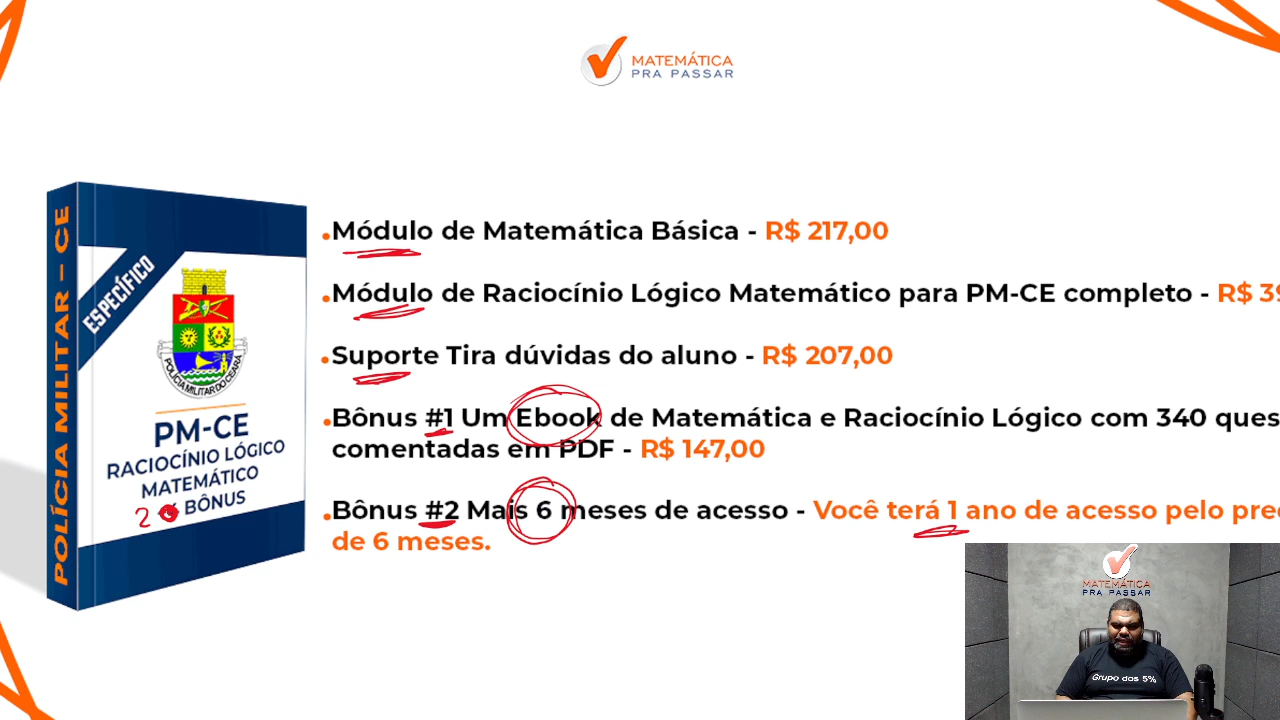 MATEMÁTICA
PRA PASSAR
POLÍCIA MILITAR - CE
ESPECÍFICO
POLÍCIA MILITAR DO CEARÁ
PM-CE
RACIOCÍNIO LÓGICO
MATEMÁTICO
2 BÔNUS
•Módulo de Matemática Básica - R$ 217,00
•Módulo de Raciocínio Lógico Matemático para PM-CE completo - R$ 39
•Suporte Tira dúvidas do aluno - R$ 207,00
•Bônus #1 Um Ebook de Matemática e Raciocínio Lógico com 340 ques
comentadas em PDF - R$ 147,00
•Bônus #2 Mais 6 meses de acesso - Você terá 1 ano de acesso pelo pre
de 6 meses.
MATEMÁTICA
PRA PASSAR
Grupo dos 5%